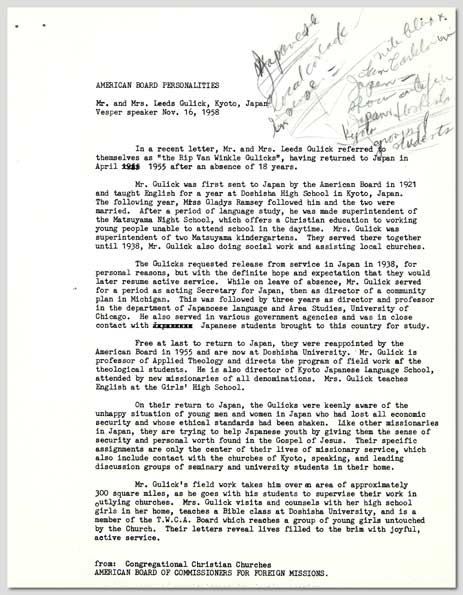 Japanese
AMERICAN BOARD PERSONALITIES
Mr. and Mrs. Leeds Gulick, Kyoto, Japan
Vesper speaker Nov. 16, 1958
Kyoto
students
In a recent letter, Mr. and Mrs. Leeds Gulick referred to
themselves as "the Rip Van Winkle Gulicks", having returned to Japan in
April 1955 after an absence of 18 years.
Mr. Gulick was first sent to Japan by the American Board in 1921
and taught English for a year at Doshisha High School in Kyoto, Japan.
The following year, Miss Gladys Ramsey followed him and the two were
married. After a period of language study, he was made superintendent of
the Matsuyama Night School, which offers a Christian education to working
young people unable to attend school in the daytime. Mrs. Gulick was
superintendent of two Matsuyama kindergartens. They served there together
until 1938, Mr. Gulick also doing social work and assisting local churches.
The Gulicks requested release from service in Japan in 1938, for
personal reasons, but with the definite hope and expectation that they would
later resume active service. While on leave of absence, Mr. Gulick served
for a period as acting Secretary for Japan, then as director of a community
plan in Michigan. This was followed by three years as director and professor
in the department of Japanese language and Area Studies, University of
Chicago. He also served in various government agencies and was in close
contact with Japanese students brought to this country for study.
Free at last to return to Japan, they were reappointed by the
American Board in 1955 and are now at Doshisha University. Mr. Gulick is
professor of Applied Theology and directs the program of field work of the
theological students. He is also director of Kyoto Japanese Language School,
attended by new missionaries of all denominations. Mrs. Gulick teaches
English at the Girls' High School.
On their return to Japan, the Gulicks were keenly aware of the
unhappy situation of young men and women in Japan who had lost all economic
security and whose ethical standards had been shaken. Like other missionaries
in Japan, they are trying to help Japanese youth by giving them the sense of
security and personal worth found in the Gospel of Jesus. Their specific
assignments are only the center of their lives of missionary service, which
also include contact with the churches of Kyoto, speaking, and leading
discussion groups of seminary and university students in their home.
Mr. Gulick's field work takes him over an area of approximately
300 square miles, as he goes with his students to supervise their work in
outlying churches. Mrs. Gulick visits and counsels with her high school
girls in her home, teaches a Bible class at Doshisha University, and is a
member of the T.W.C.A. Board which reaches a group of young girls untouched
by the Church. Their letters reveal lives filled to the brim with joyful,
active service.
from: Congregational Christian Churches
AMERICAN BOARD OF COMMISSIONERS FOR FOREIGN MISSIONS.